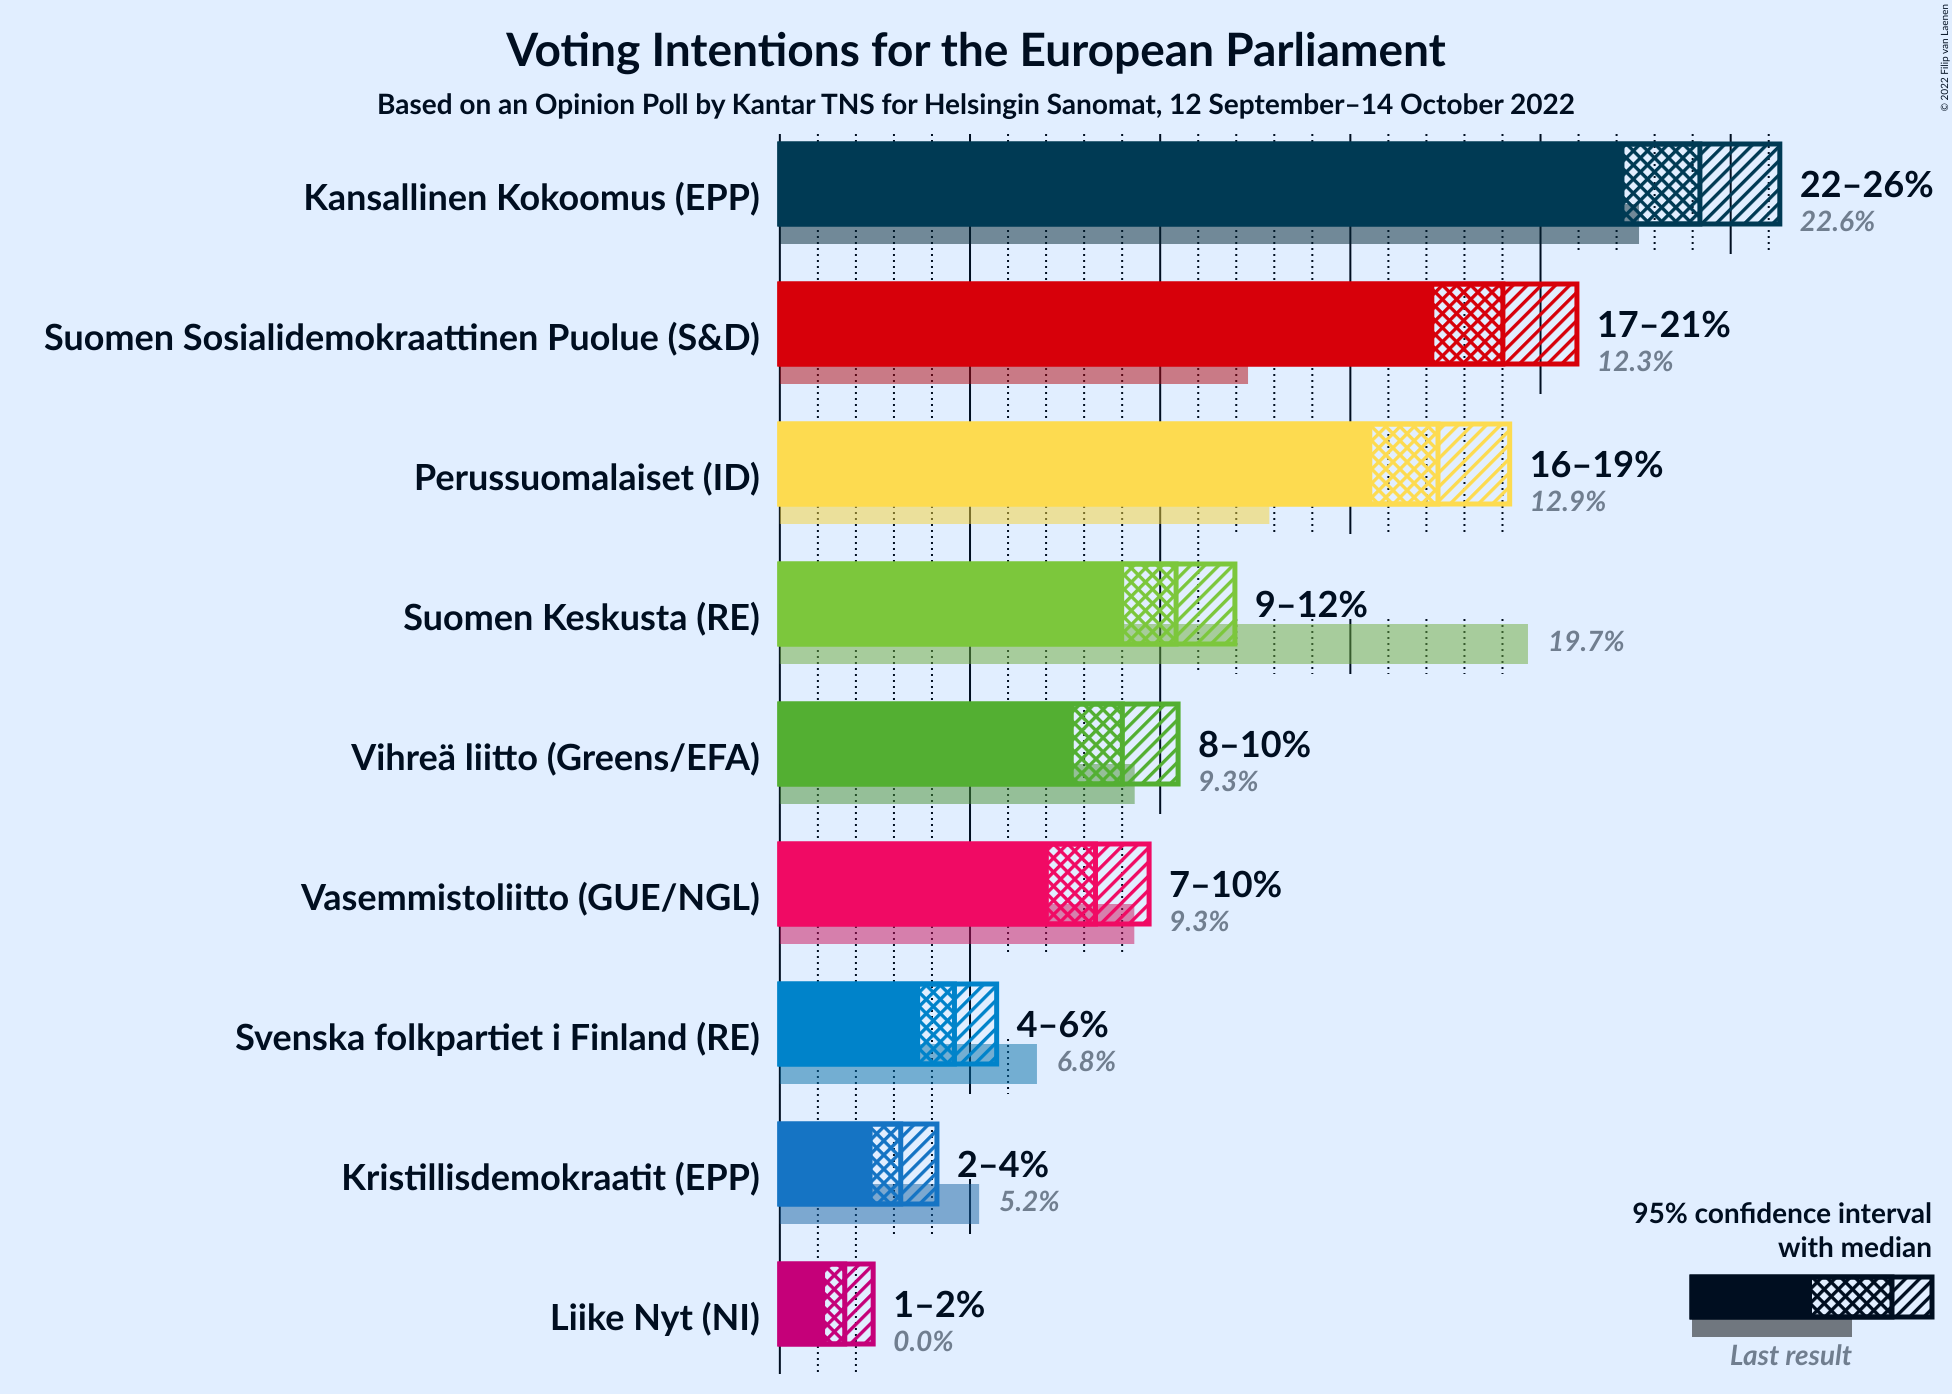 Voting Intentions for the European Parliament
Based on an Opinion Poll by Kantar TNS for Helsingin Sanomat, 12 September–14 October 2022
© 2022 Filip van Laenen
Kansallinen Kokoomus (EPP)
22–26%
22.6%
Suomen Sosialidemokraattinen Puolue (S&D)
17–21%
12.3%
Perussuomalaiset (ID)
16–19%
12.9%
Suomen Keskusta (RE)
9–12%
19.7%
Vihreä liitto (Greens/EFA)
8–10%
9.3%
Vasemmistoliitto (GUE/NGL)
7–10%
9.3%
Svenska folkpartiet i Finland (RE)
4–6%
6.8%
Kristillisdemokraatit (EPP)
2–4%
5.2%
Liike Nyt (NI)
1–2%
0.0%
95% confidence interval
with median
Last result